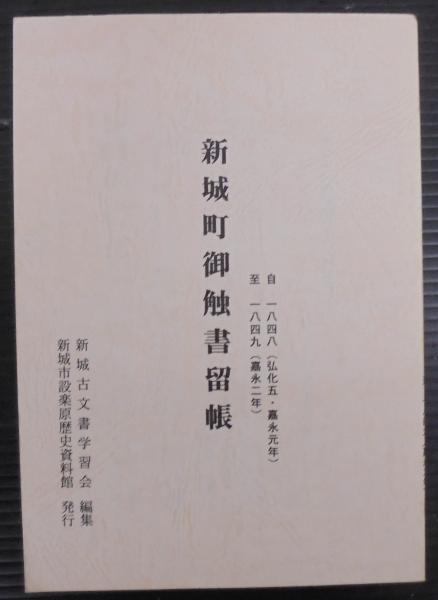 新城町御触書留帳
自 一八四八（弘化五・嘉永元年）
至 一八四九（嘉永二年）
新城古文書学習会 編集
新城市設楽原歴史資料館 発行